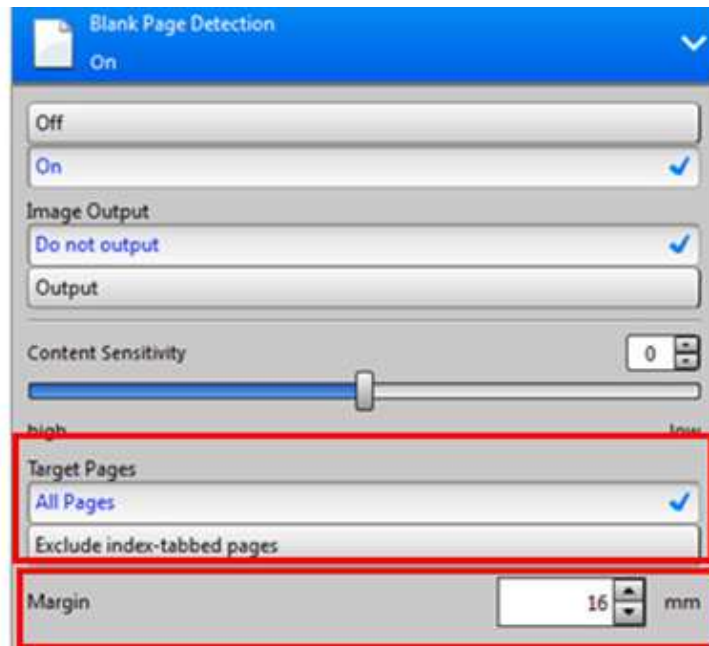 Blank Page Detection
On
Off
On
Image Output
Do not output
Output
Content Sensitivity 0
high low
Target Pages
All Pages
Exclude index-tabbed pages
Margin 16 mm